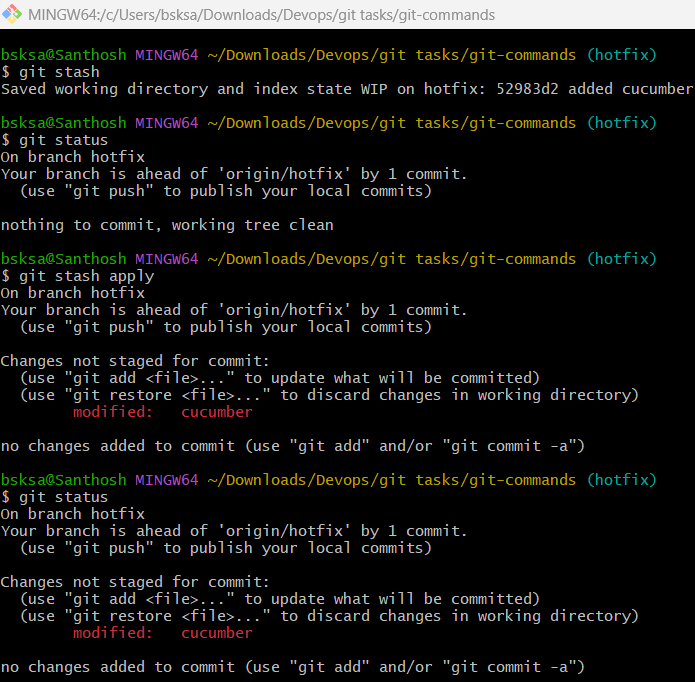 MINGW64:/c/Users/bsksa/Downloads/Devops/git tasks/git-commands
bsksa@Santhosh MINGW64 ~/Downloads/Devops/git tasks/git-commands (hotfix)
$ git stash
Saved working directory and index state WIP on hotfix: 52983d2 added cucumber
bsksa@Santhosh MINGW64 ~/Downloads/Devops/git tasks/git-commands (hotfix)
$ git status
On branch hotfix
Your branch is ahead of 'origin/hotfix' by 1 commit.
  (use "git push" to publish your local commits)
nothing to commit, working tree clean
bsksa@Santhosh MINGW64 ~/Downloads/Devops/git tasks/git-commands (hotfix)
$ git stash apply
On branch hotfix
Your branch is ahead of 'origin/hotfix' by 1 commit.
  (use "git push" to publish your local commits)
Changes not staged for commit:
  (use "git add <file>..." to update what will be committed)
  (use "git restore <file>..." to discard changes in working directory)
        modified:   cucumber
no changes added to commit (use "git add" and/or "git commit -a")
bsksa@Santhosh MINGW64 ~/Downloads/Devops/git tasks/git-commands (hotfix)
$ git status
On branch hotfix
Your branch is ahead of 'origin/hotfix' by 1 commit.
  (use "git push" to publish your local commits)
Changes not staged for commit:
  (use "git add <file>..." to update what will be committed)
  (use "git restore <file>..." to discard changes in working directory)
        modified:   cucumber
no changes added to commit (use "git add" and/or "git commit -a")